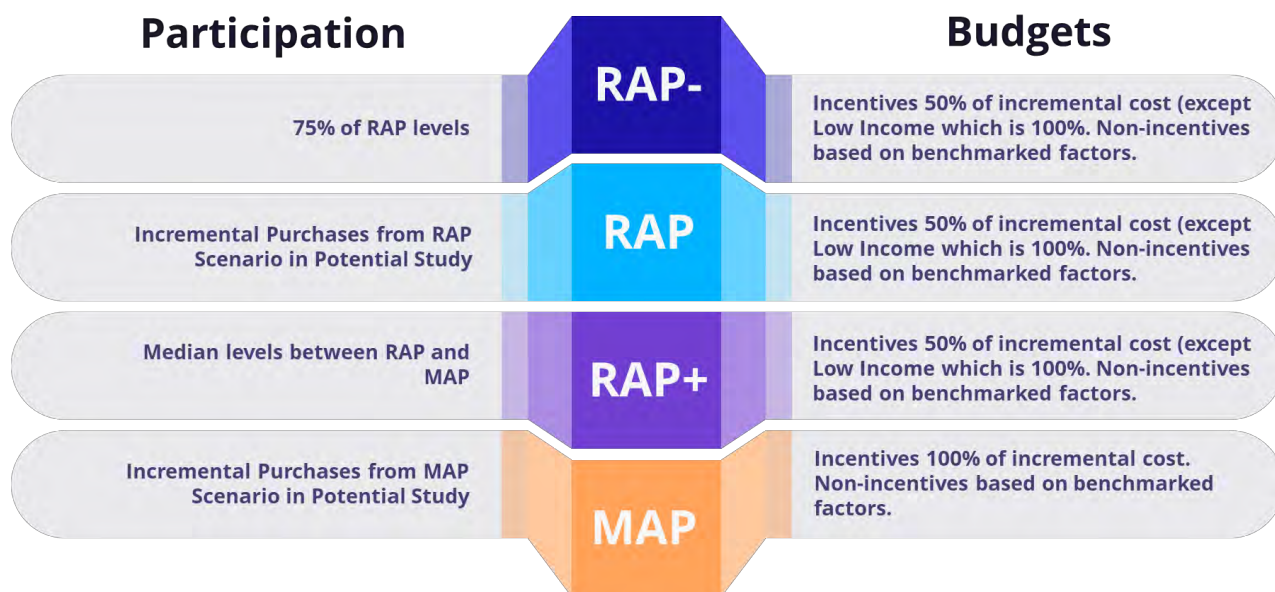 Participation
Budgets
RAP-
75% of RAP levels
Incentives 50% of incremental cost (except
Low Income which is 100%. Non-incentives
based on benchmarked factors.
RAP
Incremental Purchases from RAP
Scenario in Potential Study
Incentives 50% of incremental cost (except
Low Income which is 100%. Non-incentives
based on benchmarked factors.
RAP+
Median levels between RAP and
MAP
Incentives 50% of incremental cost (except
Low Income which is 100%. Non-incentives
based on benchmarked factors.
MAP
Incremental Purchases from MAP
Scenario in Potential Study
Incentives 100% of incremental cost.
Non-incentives based on benchmarked
factors.